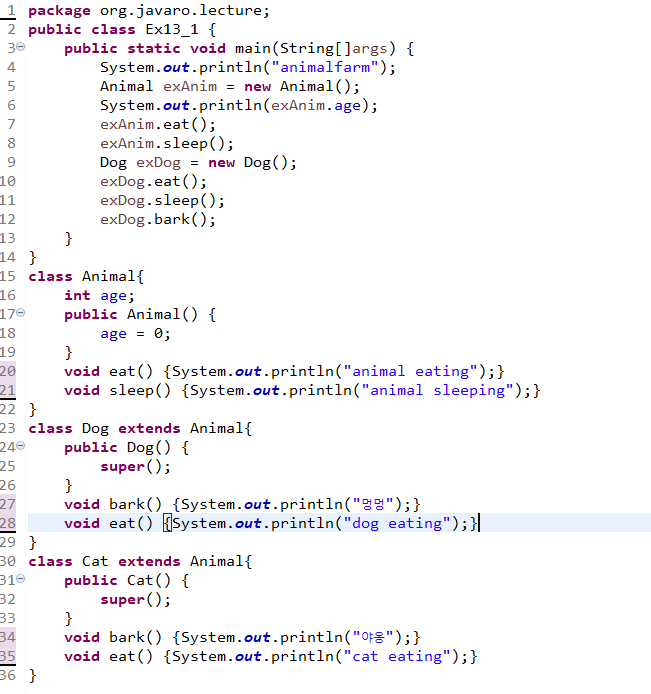 1 package org.javaro.lecture;
2 public class Ex13_1 {
3 public static void main(String[]args) {
4 System.out.println("animalfarm");
5 Animal exAnim = new Animal();
6 System.out.println(exAnim.age);
7 exAnim.eat();
8 exAnim.sleep();
9 Dog exDog = new Dog();
10 exDog.eat();
11 exDog.sleep();
12 exDog.bark();
13 }
14 }
15 class Animal{
16 int age;
17 public Animal() {
18 age = 0;
19 }
20 void eat() {System.out.println("animal eating");}
21 void sleep() {System.out.println("animal sleeping");}
22 }
23 class Dog extends Animal{
24 public Dog() {
25 super();
26 }
27 void bark() {System.out.println("멍멍");}
28 void eat() {System.out.println("dog eating");}
29 }
30 class Cat extends Animal{
31 public Cat() {
32 super();
33 }
34 void bark() {System.out.println("야옹");}
35 void eat() {System.out.println("cat eating");}
36 }